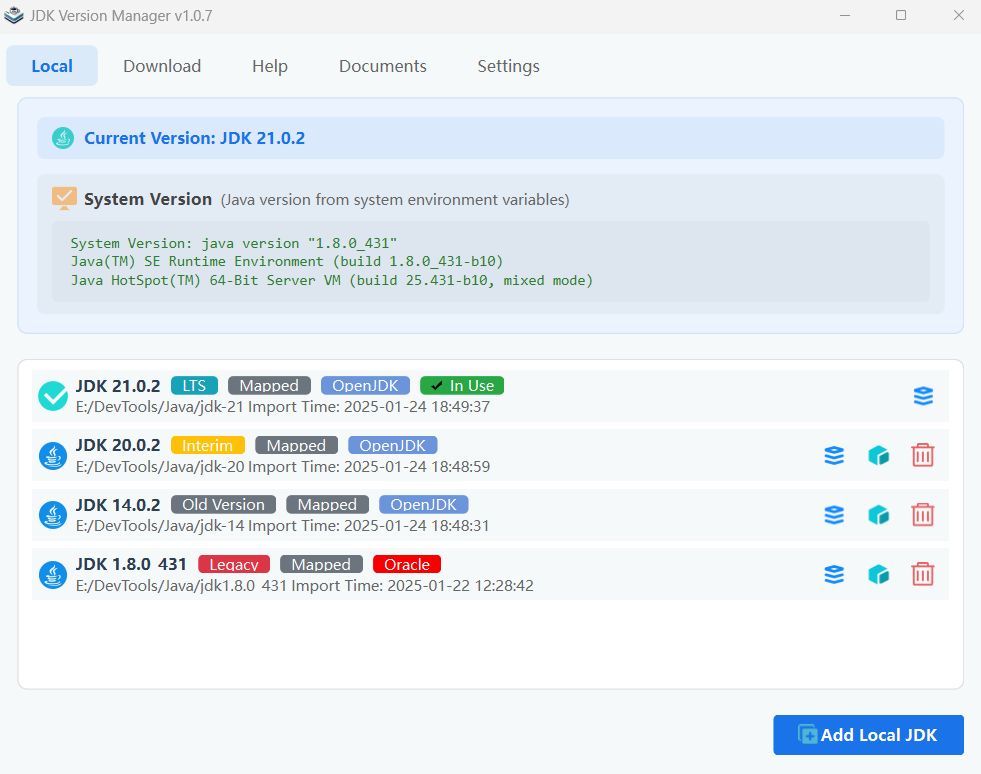 JDK Version Manager v1.0.7
Local Download Help Documents Settings
Current Version: JDK 21.0.2
System Version (Java version from system environment variables)
System Version: java version "1.8.0_431"
Java(TM) SE Runtime Environment (build 1.8.0_431-b10)
Java HotSpot(TM) 64-Bit Server VM (build 25.431-b10, mixed mode)
JDK 21.0.2 LTS Mapped OpenJDK ✔ In Use
E:/DevTools/Java/jdk-21 Import Time: 2025-01-24 18:49:37
JDK 20.0.2 Interim Mapped OpenJDK
E:/DevTools/Java/jdk-20 Import Time: 2025-01-24 18:48:59
JDK 14.0.2 Old Version Mapped OpenJDK
E:/DevTools/Java/jdk-14 Import Time: 2025-01-24 18:48:31
JDK 1.8.0 431 Legacy Mapped Oracle
E:/DevTools/Java/jdk1.8.0 431 Import Time: 2025-01-22 12:28:42
Add Local JDK